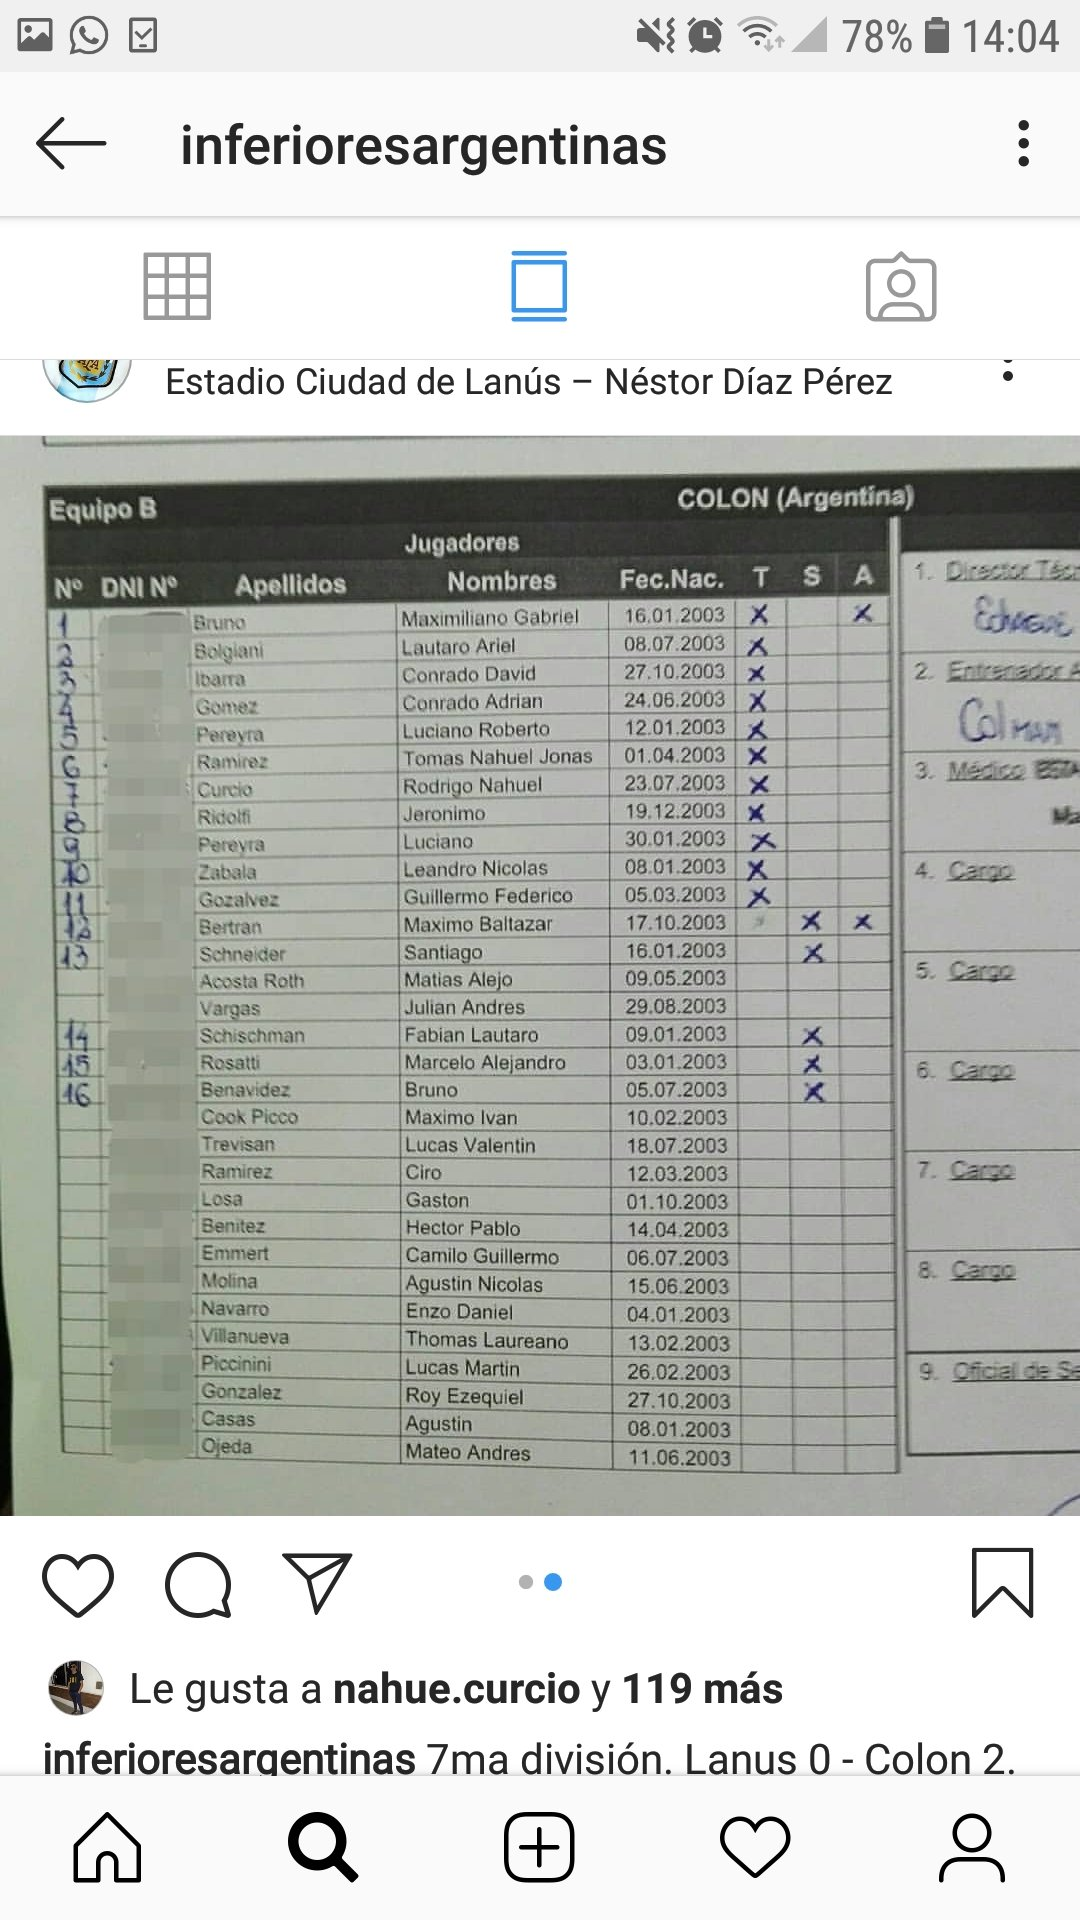 78% 14:04
inferioresargentinas
Estadio Ciudad de Lanús – Néstor Díaz Pérez
Equipo B COLON (Argentina)
Jugadores
Nº DNI Nº Apellidos Nombres Fec.Nac. T S A
1 Bruno Maximiliano Gabriel 16.01.2003 X X
2 Bolgiani Lautaro Ariel 08.07.2003 X
3 Ibarra Conrado David 27.10.2003 X
4 Gomez Conrado Adrian 24.06.2003 X
5 Pereyra Luciano Roberto 12.01.2003 X
6 Ramirez Tomas Nahuel Jonas 01.04.2003 X
7 Curcio Rodrigo Nahuel 23.07.2003 X
8 Ridolfi Jeronimo 19.12.2003 X
9 Pereyra Luciano 30.01.2003 X
10 Zabala Leandro Nicolas 08.01.2003 X
11 Gozalvez Guillermo Federico 05.03.2003 X
12 Bertran Maximo Baltazar 17.10.2003 X X
13 Schneider Santiago 16.01.2003 X
Acosta Roth Matias Alejo 09.05.2003
Vargas Julian Andres 29.08.2003
14 Schischman Fabian Lautaro 09.01.2003 X
15 Rosatti Marcelo Alejandro 03.01.2003 X
16 Benavidez Bruno 05.07.2003 X
Cook Picco Maximo Ivan 10.02.2003
Trevisan Lucas Valentin 18.07.2003
Ramirez Ciro 12.03.2003
Losa Gaston 01.10.2003
Benitez Hector Pablo 14.04.2003
Emmert Camilo Guillermo 06.07.2003
Molina Agustin Nicolas 15.06.2003
Navarro Enzo Daniel 04.01.2003
Villanueva Thomas Laureano 13.02.2003
Piccinini Lucas Martin 26.02.2003
Gonzalez Roy Ezequiel 27.10.2003
Casas Agustin 08.01.2003
Ojeda Mateo Andres 11.06.2003
1. Director Téc
Echague
2. Entrenador A
Colman
3. Médico
Ma
4. Cargo
5. Cargo
6. Cargo
7. Cargo
8. Cargo
9. Oficial de Se
Le gusta a nahue.curcio y 119 más
inferioresargentinas 7ma división. Lanus 0 - Colon 2.